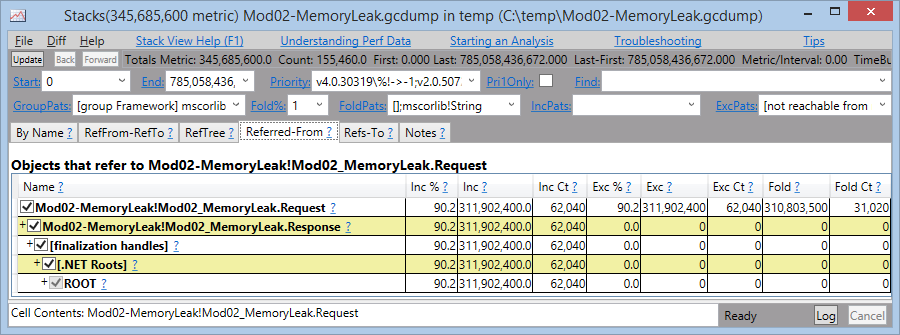 Stacks(345,685,600 metric) Mod02-MemoryLeak.gcdump in temp (C:\temp\Mod02-MemoryLeak.gcdump)
File Diff Help Stack View Help (F1) Understanding Perf Data Starting an Analysis Troubleshooting Tips
Update Back Forward Totals Metric: 345,685,600.0 Count: 155,460.0 First: 0.000 Last: 785,058,436,672.000 Last-First: 785,058,436,672.000 Metric/Interval: 0.00 TimeBu
Start: 0 End: 785,058,436, Priority: v4.0.30319\%!->-1;v2.0.507 Pri1Only: Find:
GroupPats: [group Framework] mscorlib Fold%: 1 FoldPats: [];mscorlib!String IncPats: ExcPats: [not reachable from
By Name ? RefFrom-RefTo ? RefTree ? Referred-From ? Refs-To ? Notes ?
Objects that refer to Mod02-MemoryLeak!Mod02_MemoryLeak.Request
Name ? Inc % ? Inc ? Inc Ct ? Exc % ? Exc ? Exc Ct ? Fold ? Fold Ct ?
Mod02-MemoryLeak!Mod02_MemoryLeak.Request ? 90.2 311,902,400.0 62,040 90.2 311,902,400 62,040 310,803,500 31,020
+ Mod02-MemoryLeak!Mod02_MemoryLeak.Response ? 90.2 311,902,400.0 62,040 0.0 0 0 0 0
+ [finalization handles] ? 90.2 311,902,400.0 62,040 0.0 0 0 0 0
+ [.NET Roots] ? 90.2 311,902,400.0 62,040 0.0 0 0 0 0
+ ROOT ? 90.2 311,902,400.0 62,040 0.0 0 0 0 0
Cell Contents: Mod02-MemoryLeak!Mod02_MemoryLeak.Request Ready Log Cancel